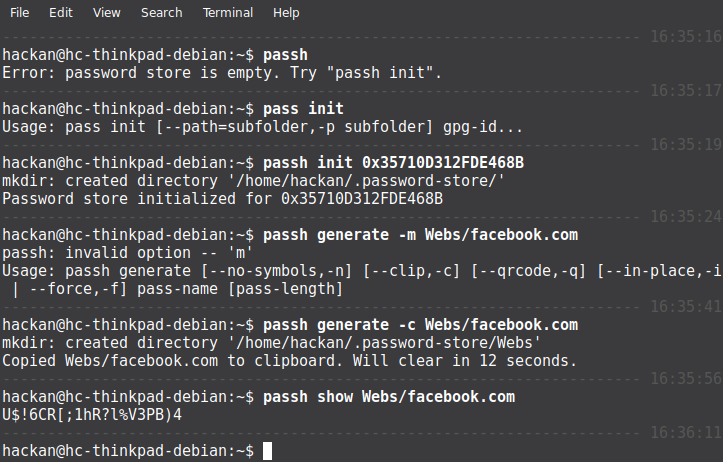 File Edit View Search Terminal Help
---------------------------------------------------------------------- 16:35:16
hackan@hc-thinkpad-debian:~$ passh
Error: password store is empty. Try "passh init".
---------------------------------------------------------------------- 16:35:17
hackan@hc-thinkpad-debian:~$ pass init
Usage: pass init [--path=subfolder,-p subfolder] gpg-id...
---------------------------------------------------------------------- 16:35:19
hackan@hc-thinkpad-debian:~$ passh init 0x35710D312FDE468B
mkdir: created directory '/home/hackan/.password-store/'
Password store initialized for 0x35710D312FDE468B
---------------------------------------------------------------------- 16:35:24
hackan@hc-thinkpad-debian:~$ passh generate -m Webs/facebook.com
passh: invalid option -- 'm'
Usage: passh generate [--no-symbols,-n] [--clip,-c] [--qrcode,-q] [--in-place,-i
 | --force,-f] pass-name [pass-length]
---------------------------------------------------------------------- 16:35:41
hackan@hc-thinkpad-debian:~$ passh generate -c Webs/facebook.com
mkdir: created directory '/home/hackan/.password-store/Webs'
Copied Webs/facebook.com to clipboard. Will clear in 12 seconds.
---------------------------------------------------------------------- 16:35:56
hackan@hc-thinkpad-debian:~$ passh show Webs/facebook.com
U$!6CR[;1hR?l%V3PB)4
---------------------------------------------------------------------- 16:36:11
hackan@hc-thinkpad-debian:~$